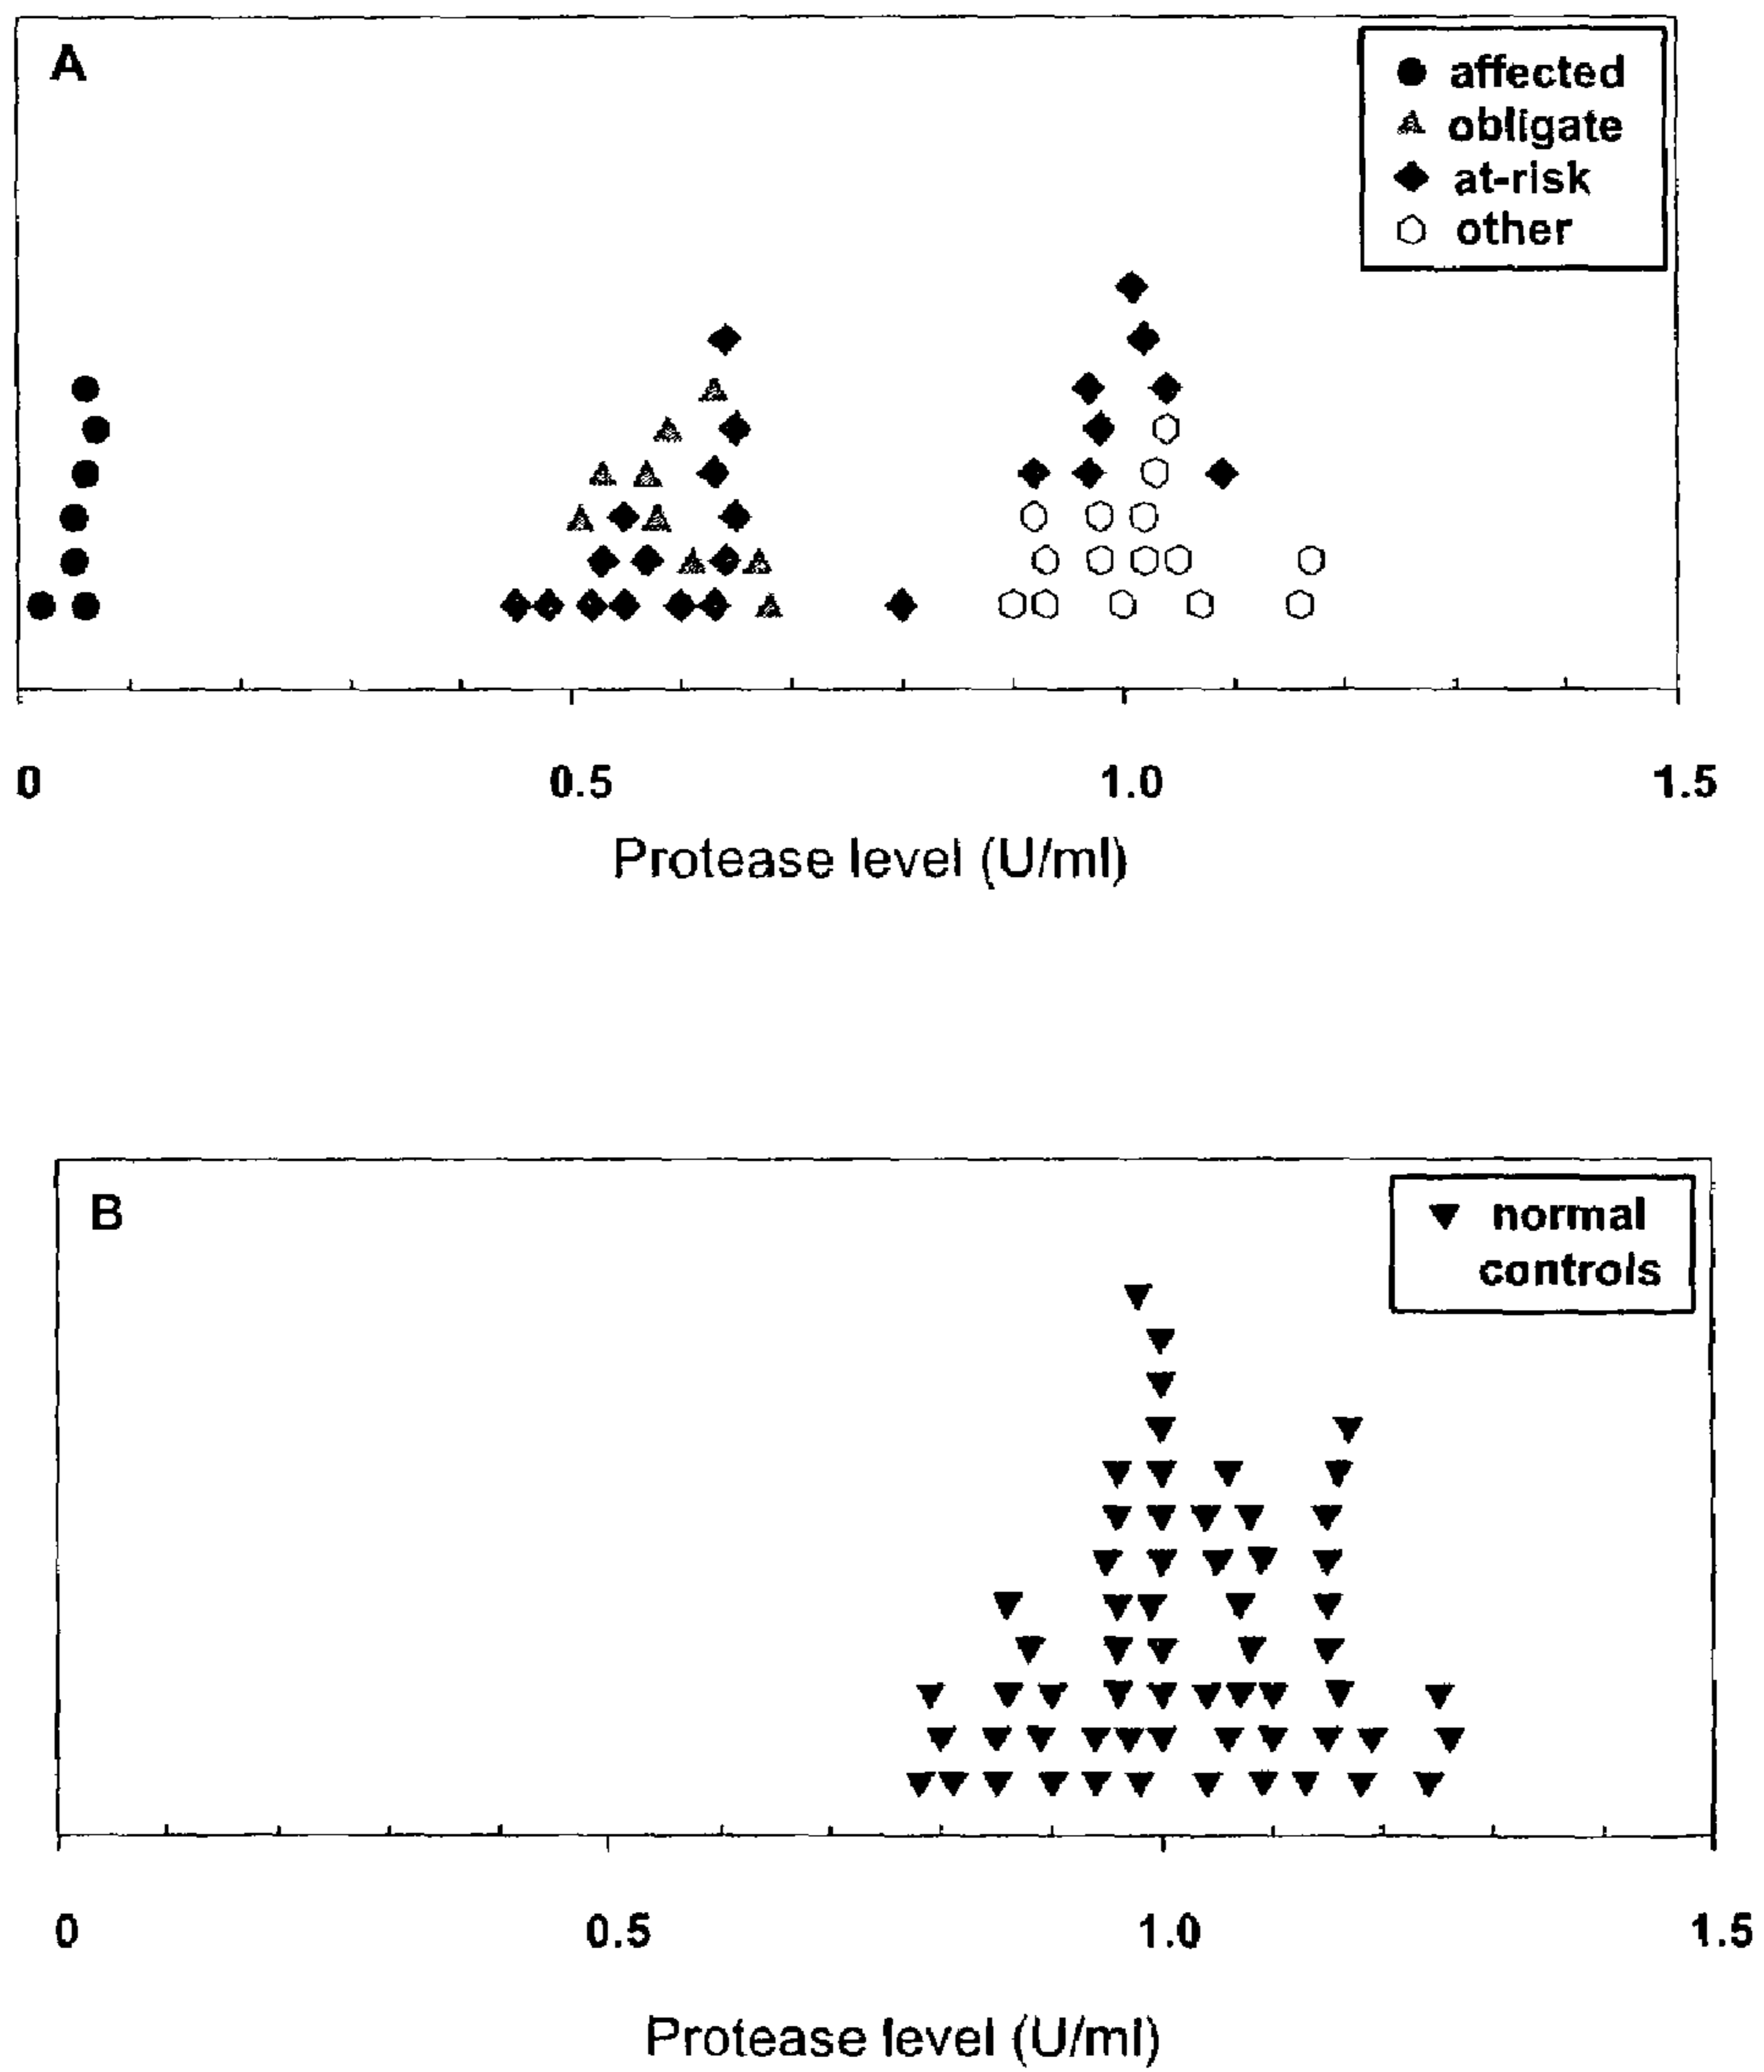 A
affected
obligate
at-risk
other
0 0.5 1.0 1.5
Protease level (U/ml)
B
normal
controls
0 0.5 1.0 1.5
Protease level (U/ml)